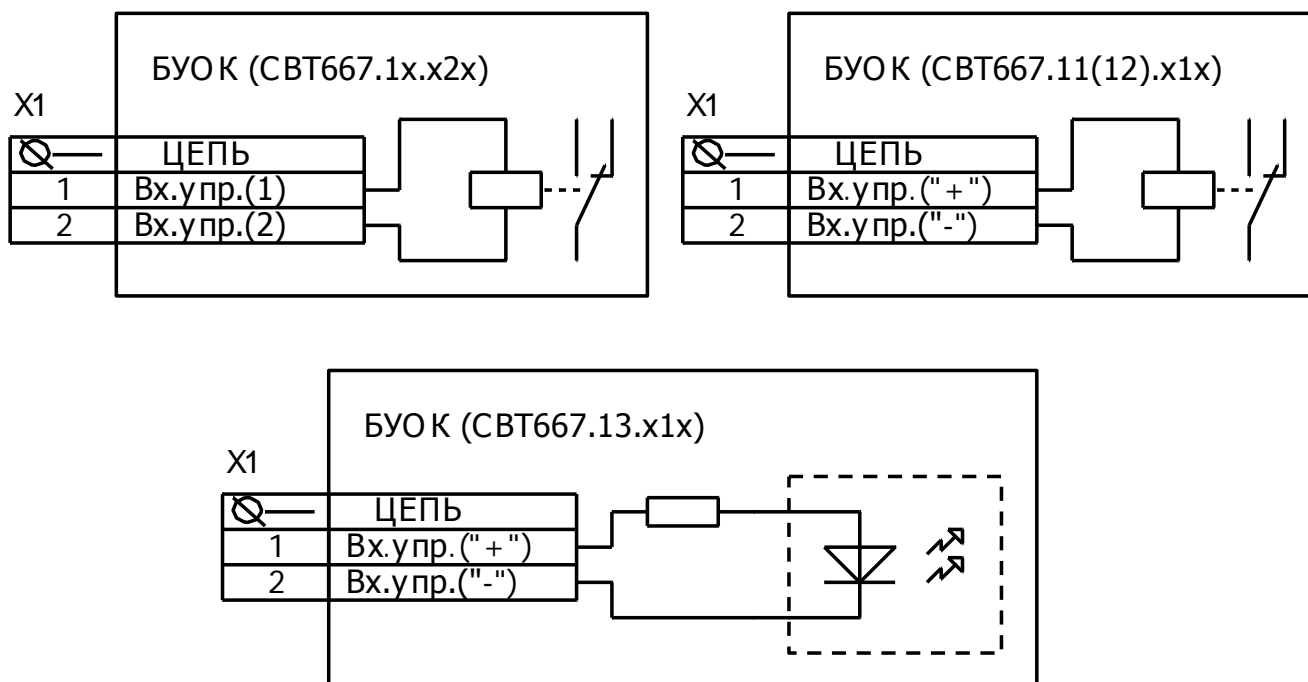 БУОК (СВТ667.1х.х2х)
X1
ЦЕПЬ
1 Вх.упр.(1)
2 Вх.упр.(2)
БУОК (СВТ667.11(12).х1х)
X1
ЦЕПЬ
1 Вх.упр.("+")
2 Вх.упр.("-")
БУОК (СВТ667.13.х1х)
X1
ЦЕПЬ
1 Вх.упр.("+")
2 Вх.упр.("-")